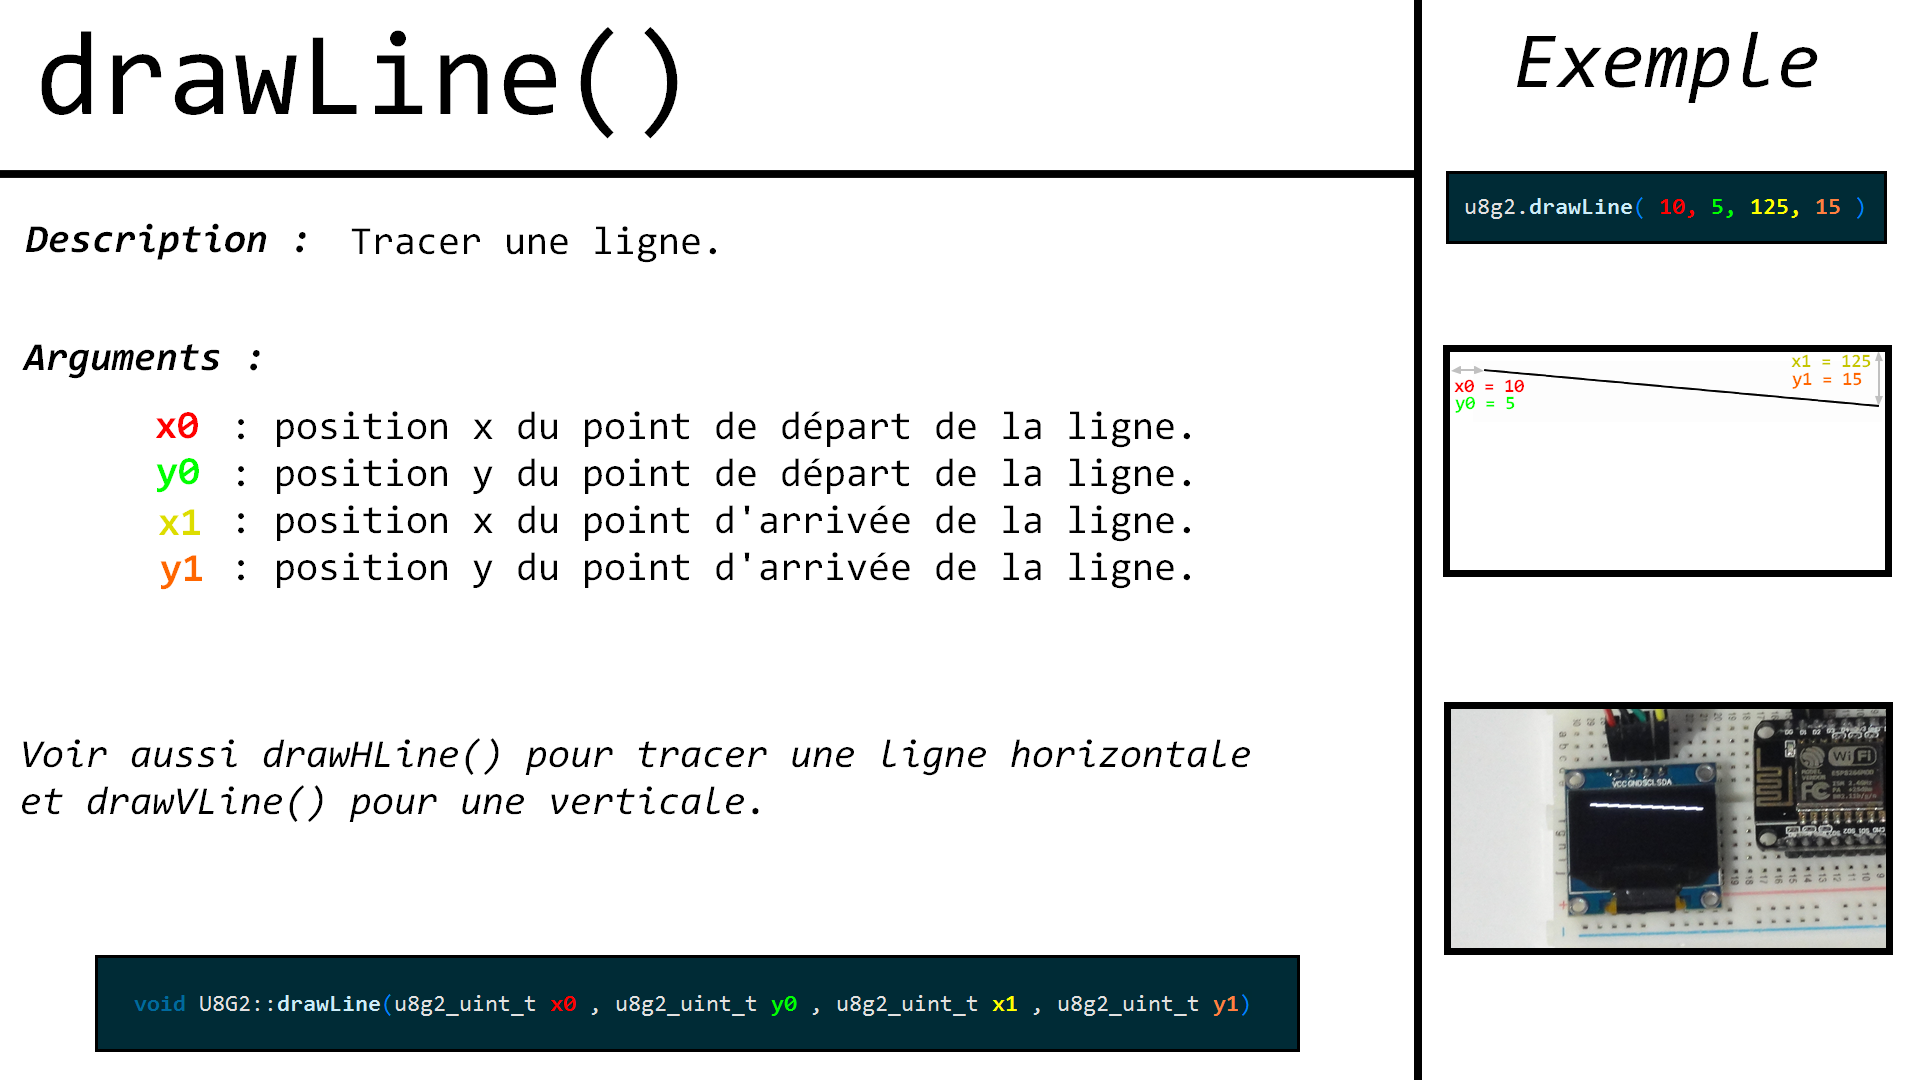 drawLine()
Description : Tracer une ligne.
Arguments :
x0 : position x du point de départ de la ligne.
y0 : position y du point de départ de la ligne.
x1 : position x du point d'arrivée de la ligne.
y1 : position y du point d'arrivée de la ligne.
Voir aussi drawHLine() pour tracer une ligne horizontale
et drawVLine() pour une verticale.
void U8G2::drawLine(u8g2_uint_t x0 , u8g2_uint_t y0 , u8g2_uint_t x1 , u8g2_uint_t y1)
Exemple
u8g2.drawLine( 10, 5, 125, 15 )
x0 = 10
y0 = 5
x1 = 125
y1 = 15
VCC GND SCL SDA
WiFi
FC